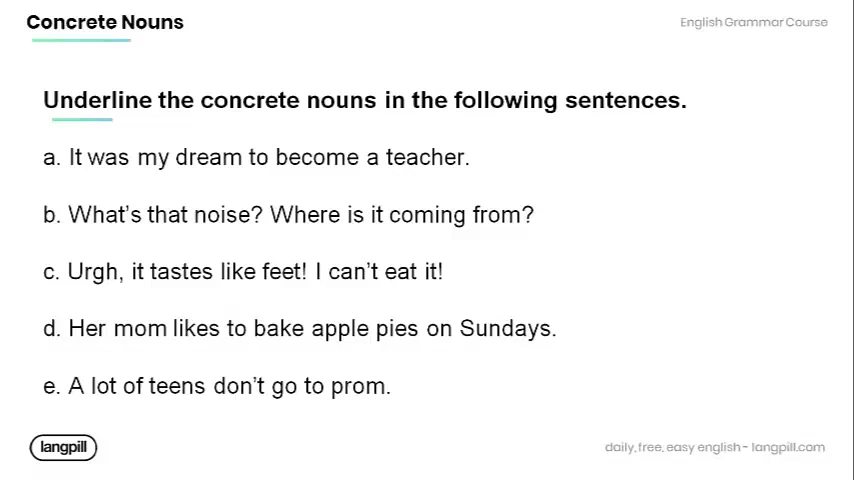 Concrete Nouns
English Grammar Course
Underline the concrete nouns in the following sentences.
a. It was my dream to become a teacher.
b. What’s that noise? Where is it coming from?
c. Urgh, it tastes like feet! I can’t eat it!
d. Her mom likes to bake apple pies on Sundays.
e. A lot of teens don’t go to prom.
langpill
daily, free, easy english - langpill.com